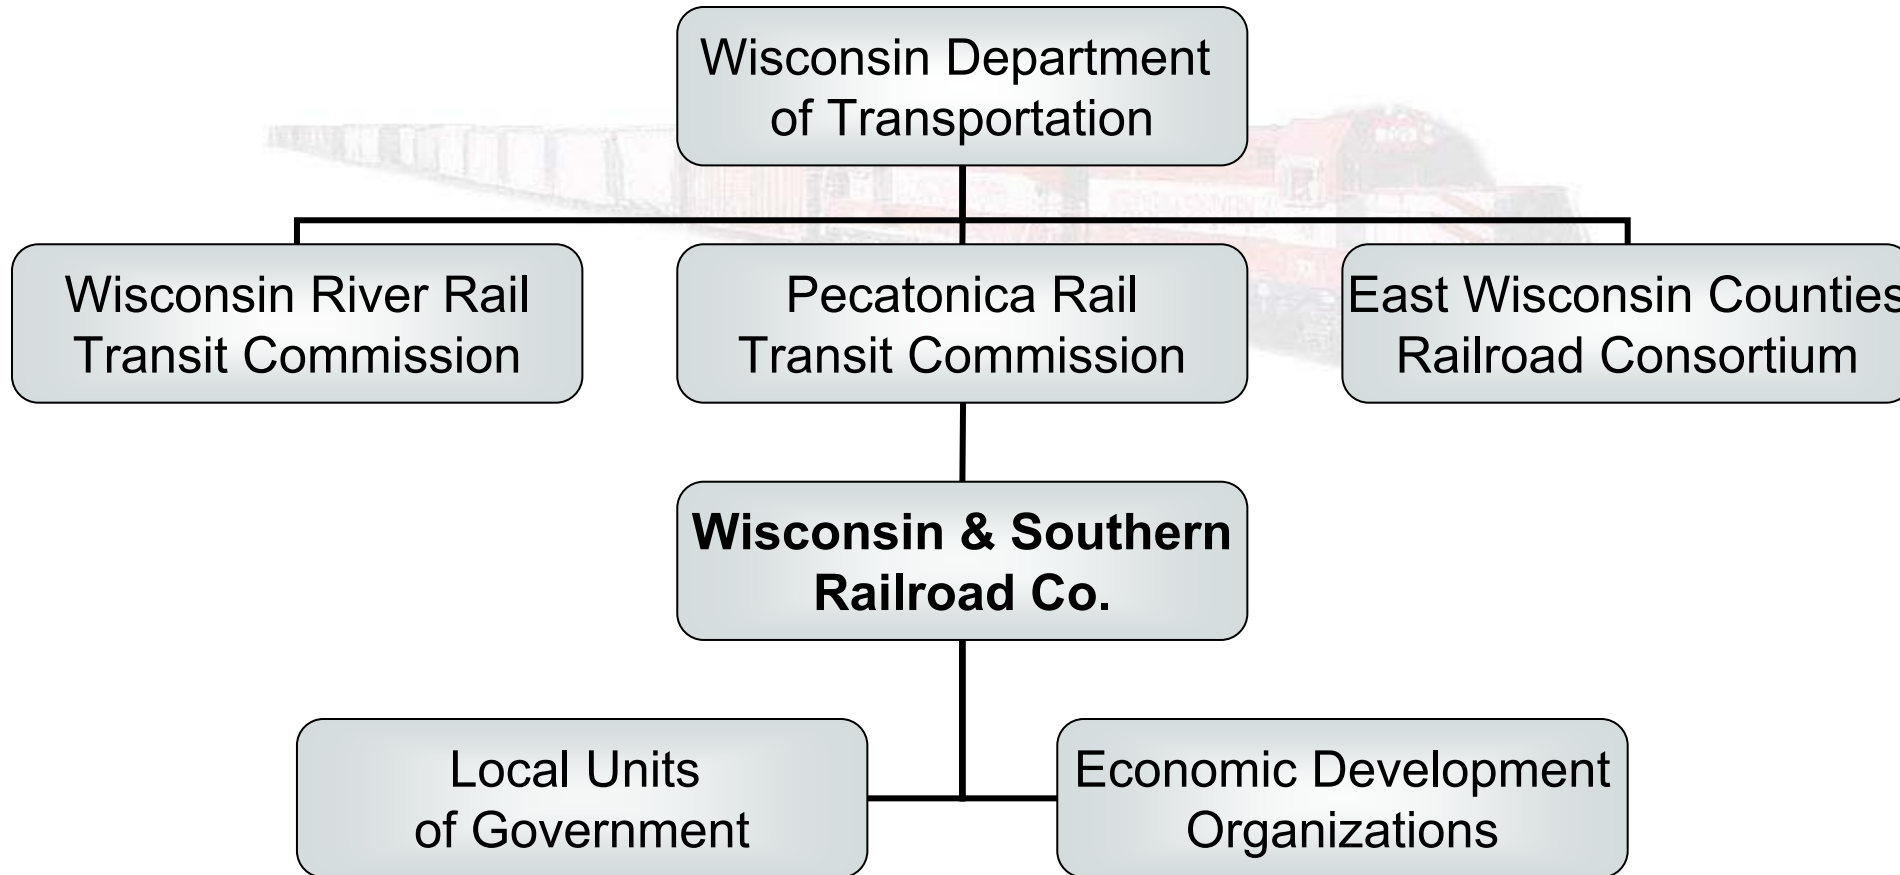 Wisconsin Department
of Transportation
Wisconsin River Rail
Transit Commission
Pecatonica Rail
Transit Commission
East Wisconsin Counties
Railroad Consortium
Wisconsin & Southern
Railroad Co.
Local Units
of Government
Economic Development
Organizations